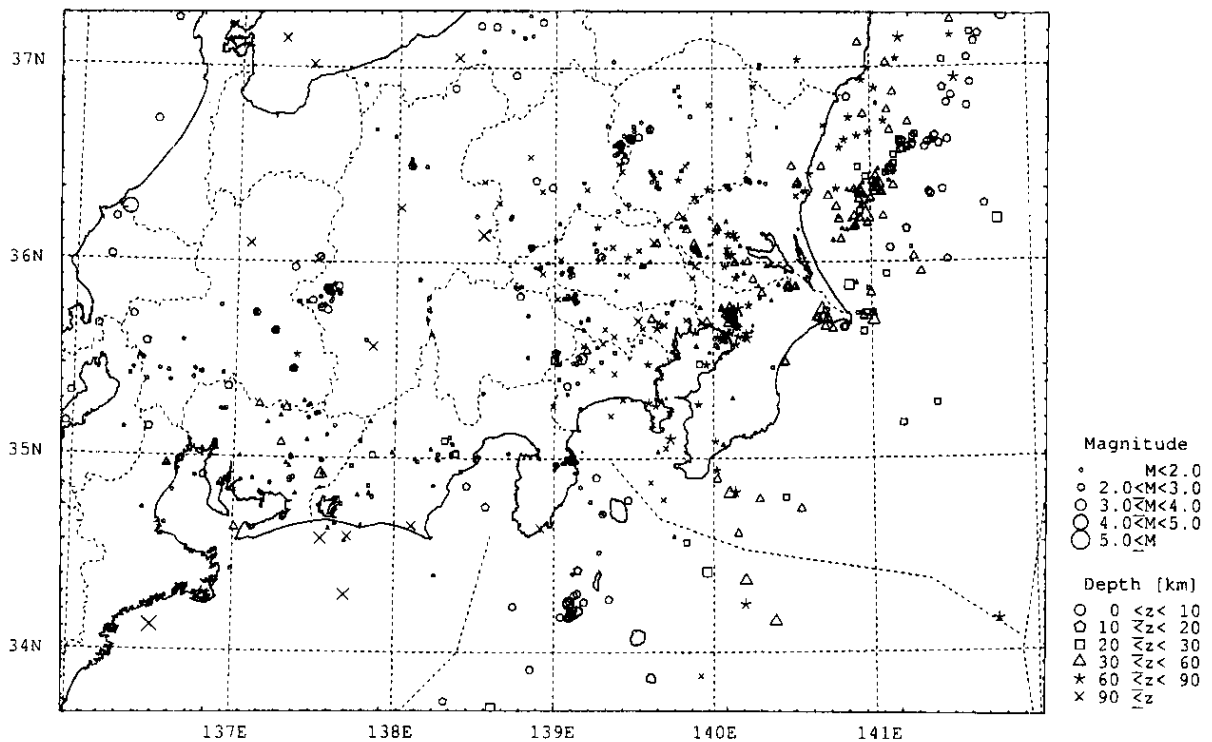 37N
36N
35N
34N
137E 138E 139E 140E 141E
Magnitude
M<2.0
2.0≤M<3.0
3.0≤M<4.0
4.0≤M<5.0
5.0≤M
Depth [km]
0 ≤z< 10
10 ≤z< 20
20 ≤z< 30
30 ≤z< 60
60 ≤z< 90
90 ≤z